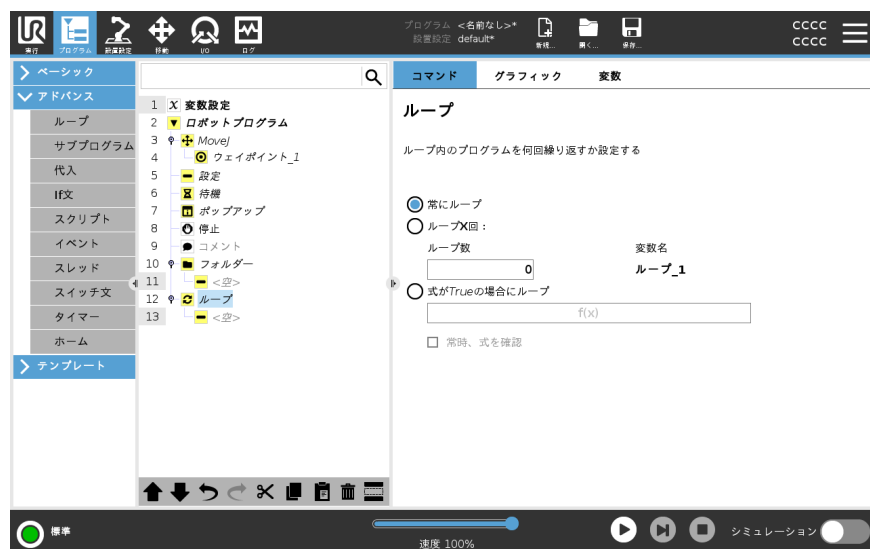 UR
実行
プログラム
設置設定
移動
I/O
ログ
プログラム <名前なし>*
設置設定 default*
新規...
開く...
保存...
CCCC
CCCC
ベーシック
アドバンス
ループ
サブプログラム
代入
If文
スクリプト
イベント
スレッド
スイッチ文
タイマー
ホーム
テンプレート
1 X 変数設定
2 ロボットプログラム
3 MoveJ
4 ウェイポイント_1
5 設定
6 待機
7 ポップアップ
8 停止
9 コメント
10 フォルダー
11 <空>
12 ループ
13 <空>
コマンド グラフィック 変数
ループ
ループ内のプログラムを何回繰り返すか設定する
常にループ
ループX回：
ループ数 変数名
0 ループ_1
式がTrueの場合にループ
f(x)
常時、式を確認
標準
速度 100%
シミュレーション